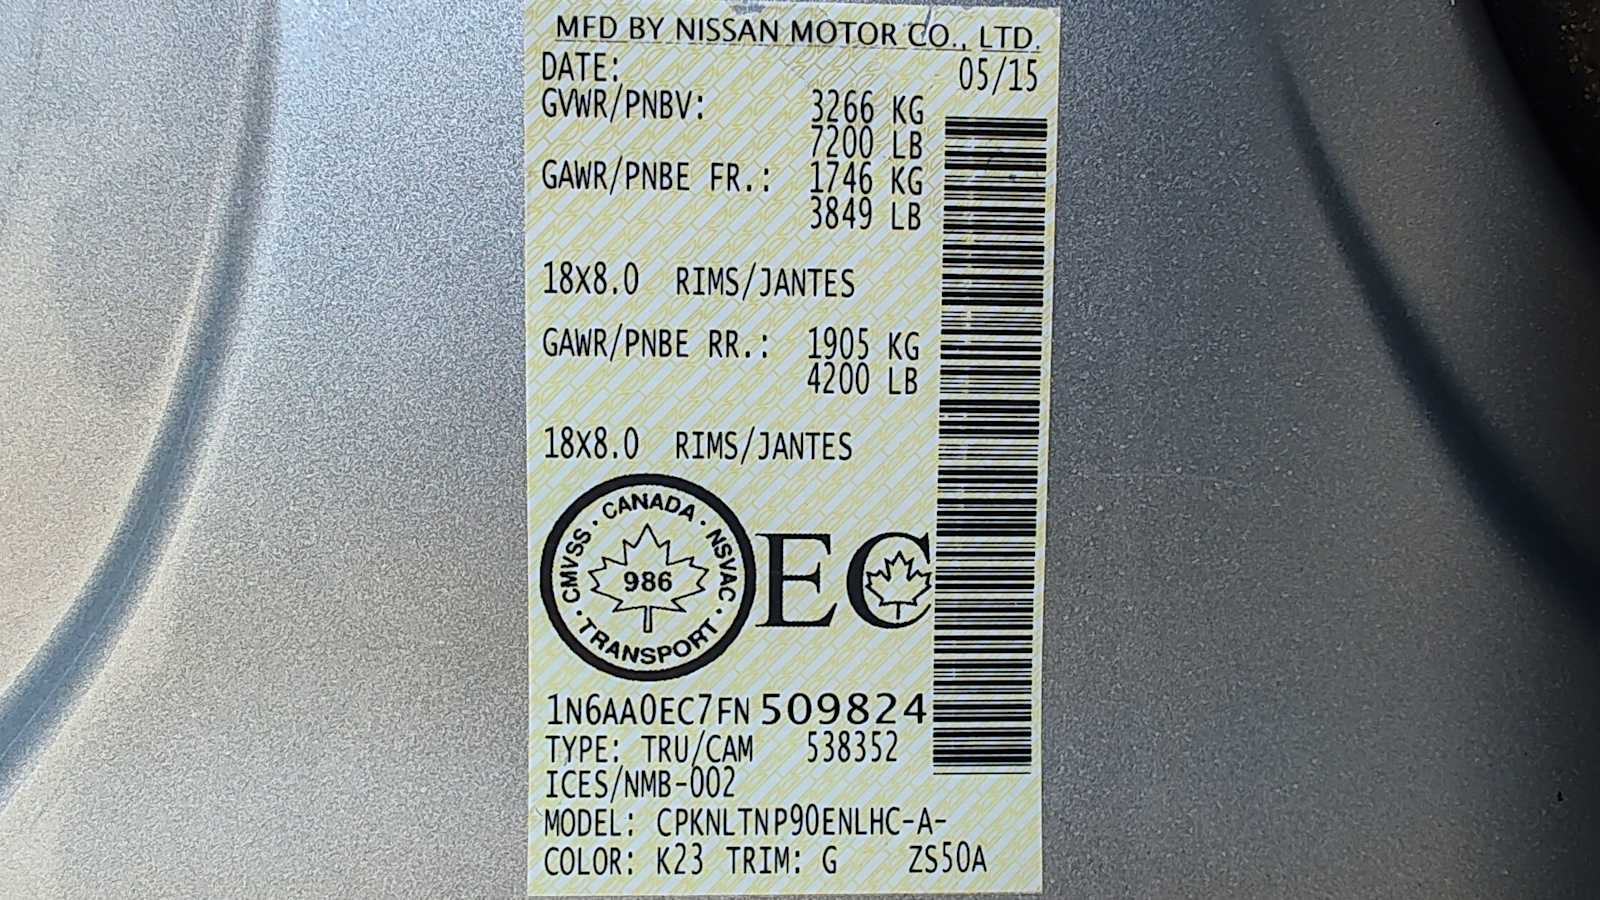 MFD BY NISSAN MOTOR CO., LTD.
DATE: 05/15
GVWR/PNBV: 3266 KG
7200 LB
GAWR/PNBE FR.: 1746 KG
3849 LB
18X8.0 RIMS/JANTES
GAWR/PNBE RR.: 1905 KG
4200 LB
18X8.0 RIMS/JANTES
CMVSS · CANADA · NSVAC · TRANSPORT ·
986
EC
1N6AA0EC7FN509824
TYPE: TRU/CAM 538352
ICES/NMB-002
MODEL: CPKNLTNP90ENLHC-A-
COLOR: K23 TRIM: G ZS50A